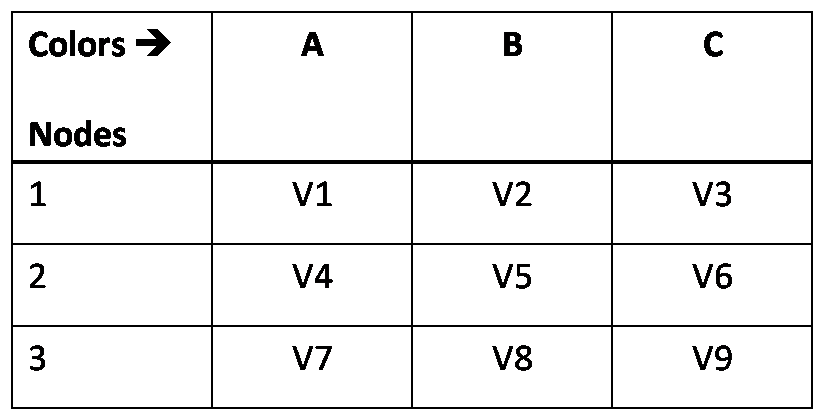 Colors → A B C
Nodes
1 V1 V2 V3
2 V4 V5 V6
3 V7 V8 V9